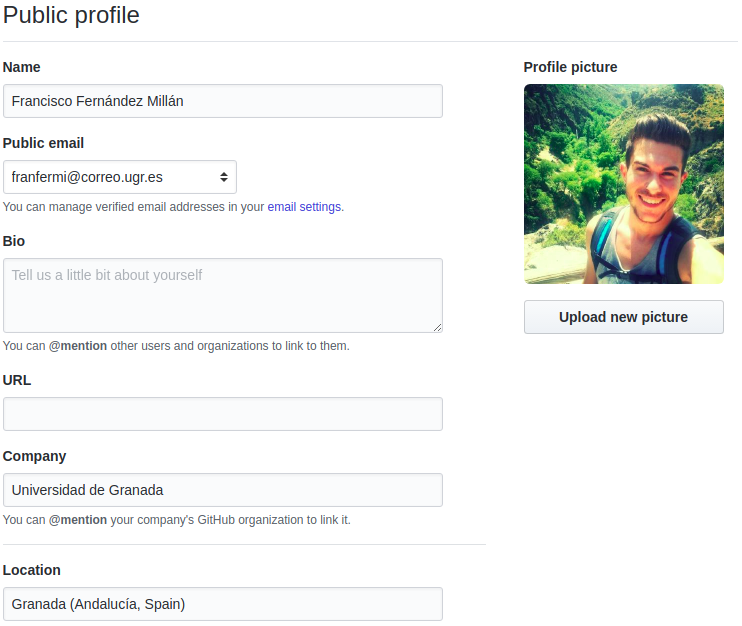 Public profile
Name
Francisco Fernández Millán
Public email
franfermi@correo.ugr.es
You can manage verified email addresses in your email settings.
Bio
Tell us a little bit about yourself
You can @mention other users and organizations to link to them.
URL
Company
Universidad de Granada
You can @mention your company's GitHub organization to link it.
Location
Granada (Andalucía, Spain)
Profile picture
Upload new picture